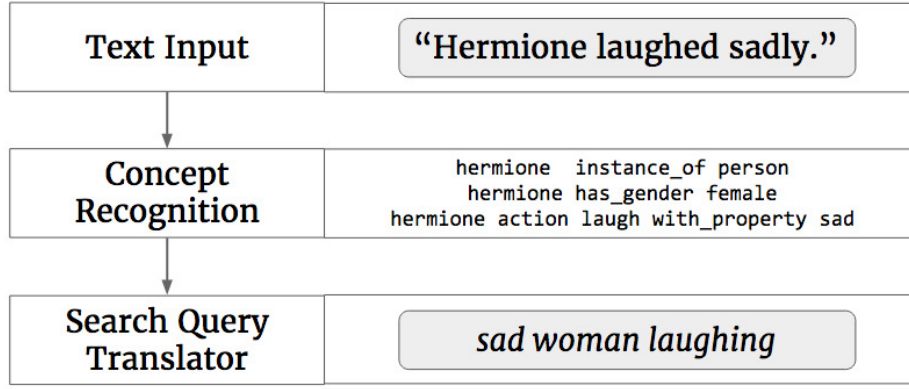 Text Input
“Hermione laughed sadly.”
Concept
Recognition
hermione instance_of person
hermione has_gender female
hermione action laugh with_property sad
Search Query
Translator
sad woman laughing